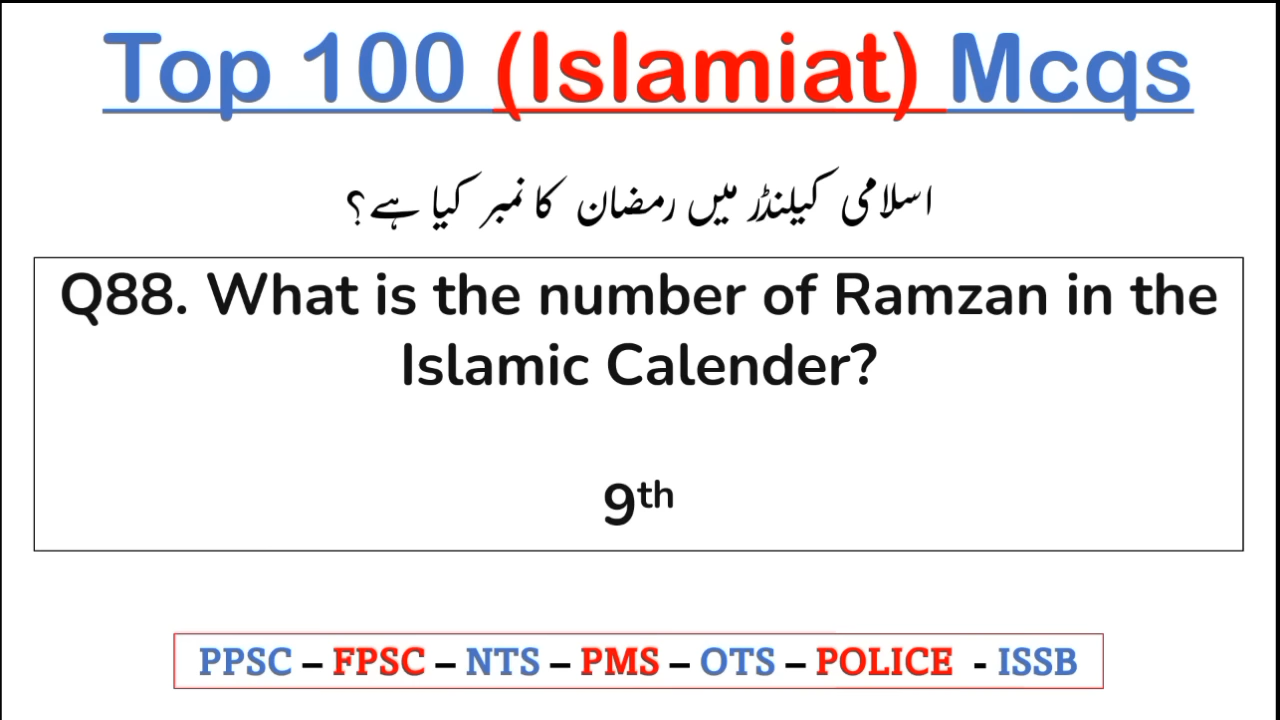 Top 100 (Islamiat) Mcqs
اسلامی کیلنڈر میں رمضان کا نمبر کیا ہے؟
Q88. What is the number of Ramzan in the
Islamic Calender?
9th
PPSC – FPSC – NTS – PMS – OTS – POLICE - ISSB